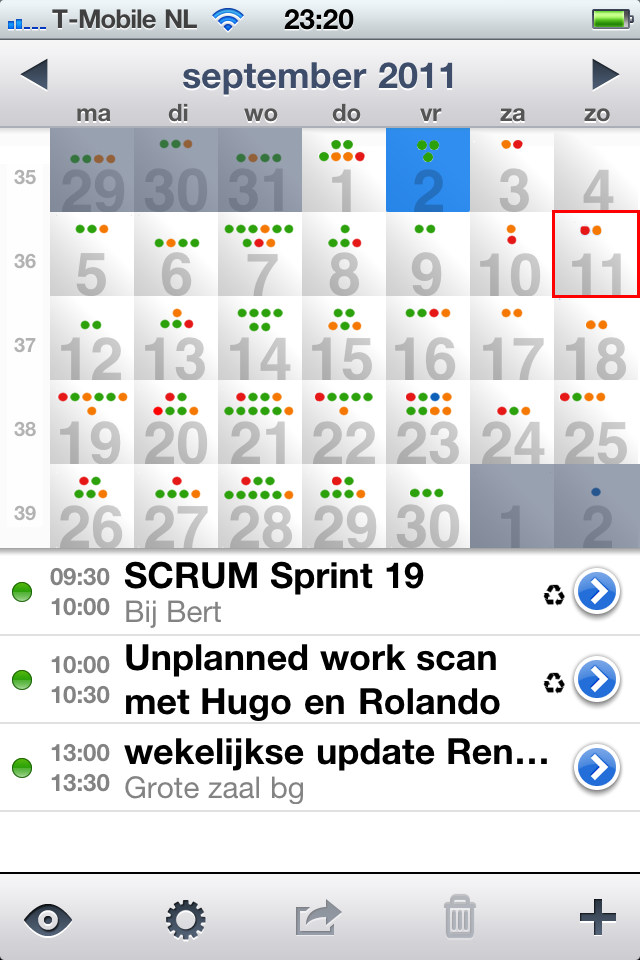 T-Mobile NL 23:20
september 2011
ma di wo do vr za zo
35 29 30 31 1 2 3 4
36 5 6 7 8 9 10 11
37 12 13 14 15 16 17 18
38 19 20 21 22 23 24 25
39 26 27 28 29 30 1 2
09:30 SCRUM Sprint 19
10:00 Bij Bert
10:00 Unplanned work scan
10:30 met Hugo en Rolando
13:00 wekelijkse update Ren...
13:30 Grote zaal bg